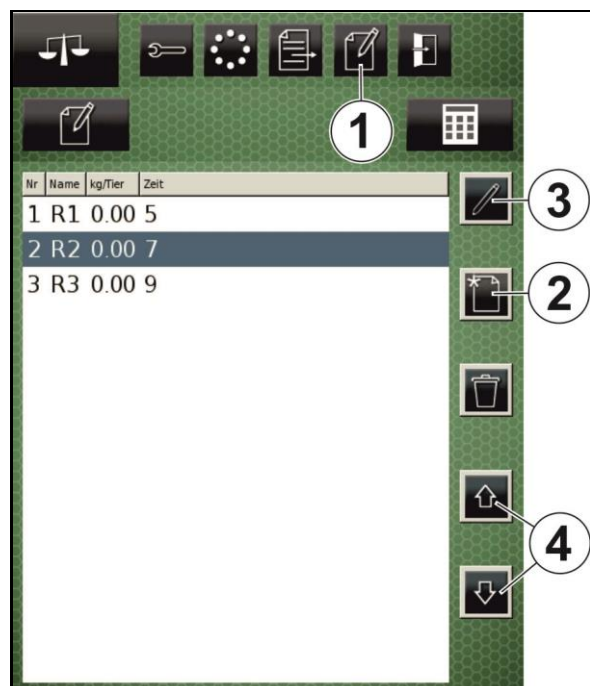 1
Nr Name kg/Tier Zeit
1 R1 0.00 5
3
2 R2 0.00 7
3 R3 0.00 9
2
4